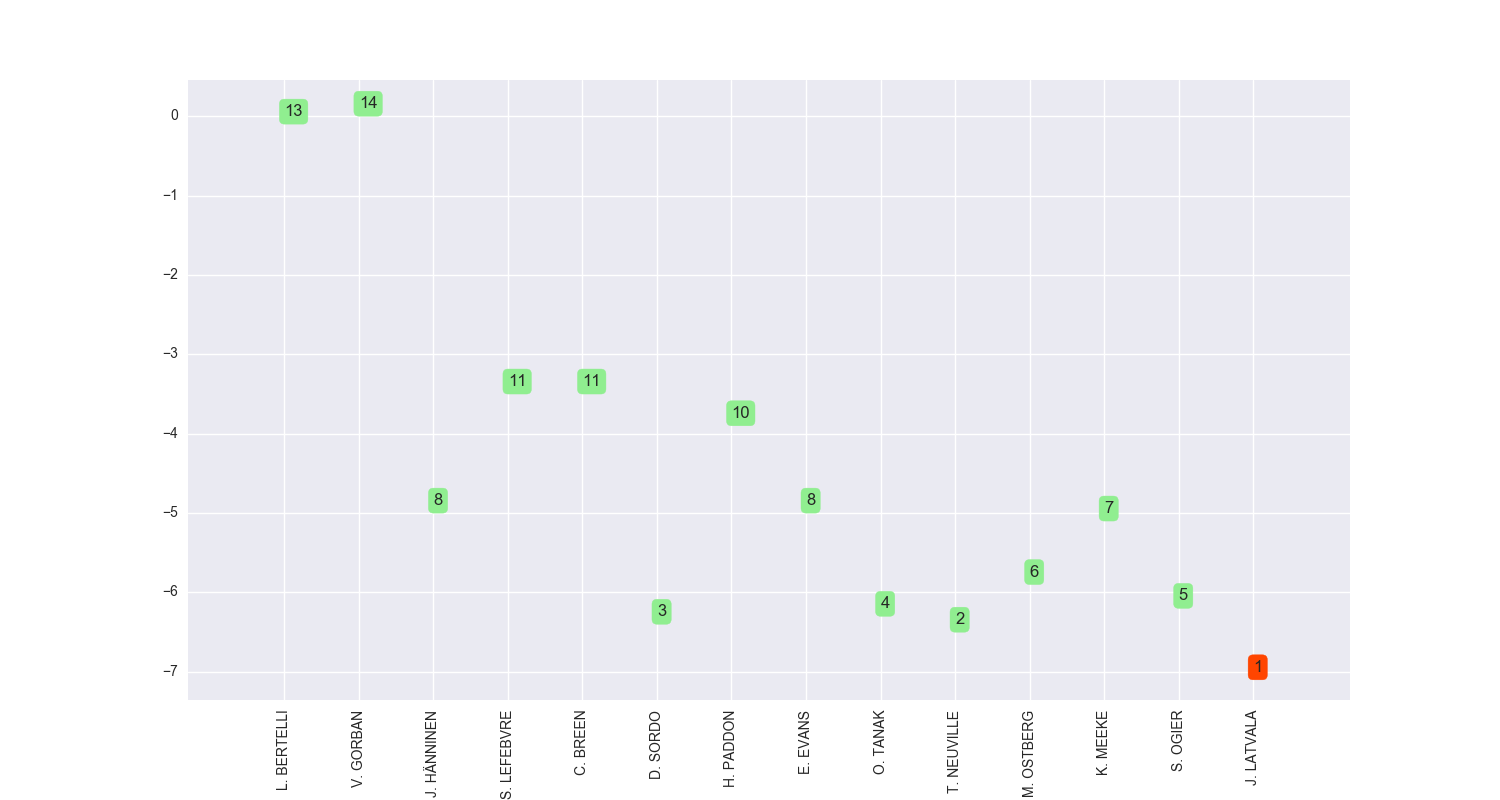 0
−1
−2
−3
−4
−5
−6
−7
13
14
8
11
11
3
10
8
4
2
6
7
5
1
L. BERTELLI
V. GORBAN
J. HÄNNINEN
S. LEFEBVRE
C. BREEN
D. SORDO
H. PADDON
E. EVANS
O. TANAK
T. NEUVILLE
M. OSTBERG
K. MEEKE
S. OGIER
J. LATVALA